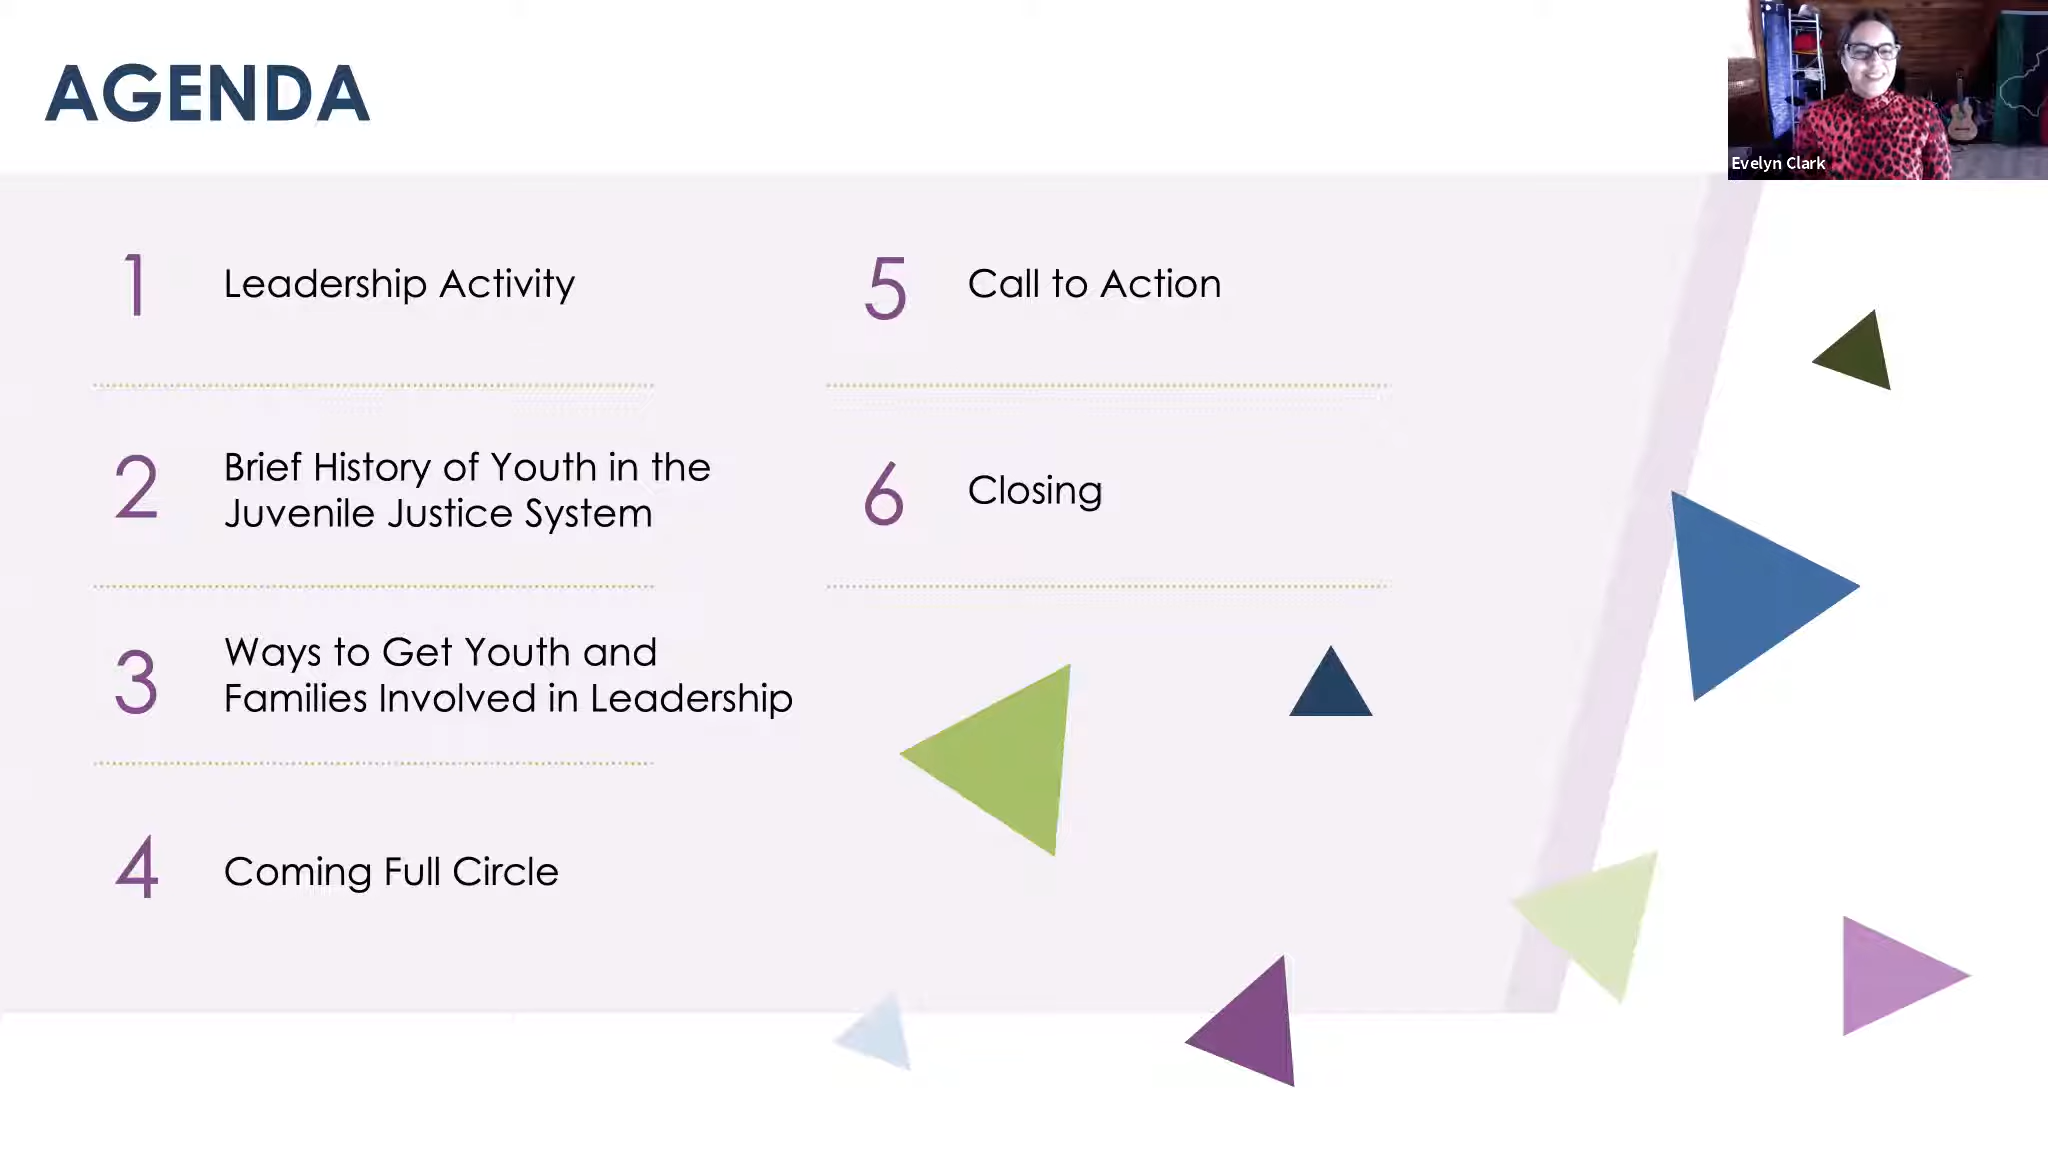 AGENDA
Evelyn Clark
1 Leadership Activity
2 Brief History of Youth in the
Juvenile Justice System
3 Ways to Get Youth and
Families Involved in Leadership
4 Coming Full Circle
5 Call to Action
6 Closing